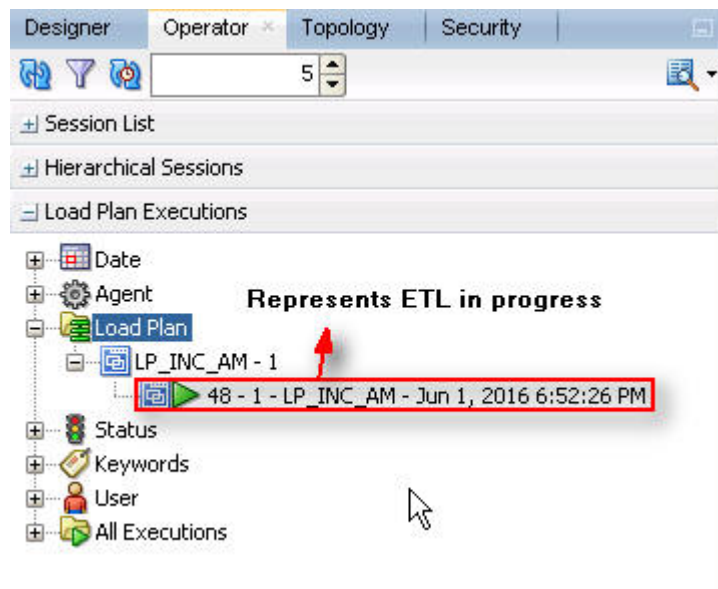 Designer Operator Topology Security
5
Session List
Hierarchical Sessions
Load Plan Executions
Date
Agent
Represents ETL in progress
Load Plan
LP_INC_AM - 1
48 - 1 - LP_INC_AM - Jun 1, 2016 6:52:26 PM
Status
Keywords
User
All Executions